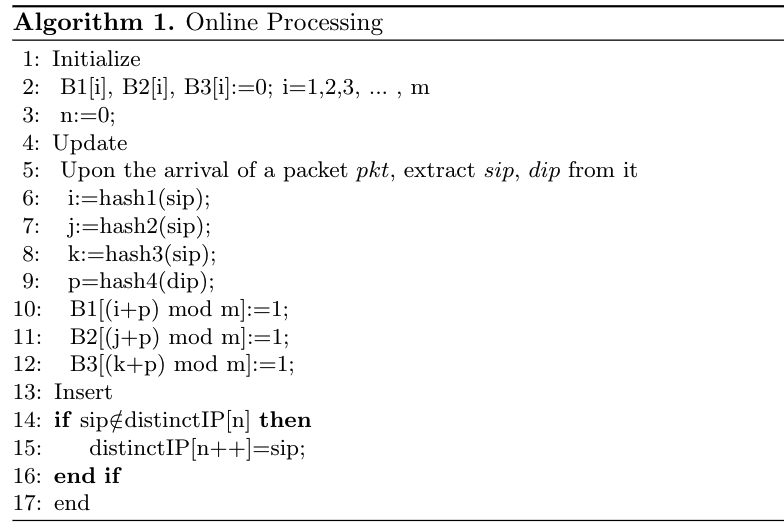 Algorithm 1. Online Processing
1: Initialize
2: B1[i], B2[i], B3[i]:=0; i=1,2,3, ... , m
3: n:=0;
4: Update
5: Upon the arrival of a packet pkt, extract sip, dip from it
6: i:=hash1(sip);
7: j:=hash2(sip);
8: k:=hash3(sip);
9: p=hash4(dip);
10: B1[(i+p) mod m]:=1;
11: B2[(j+p) mod m]:=1;
12: B3[(k+p) mod m]:=1;
13: Insert
14: if sip∉distinctIP[n] then
15: distinctIP[n++]=sip;
16: end if
17: end